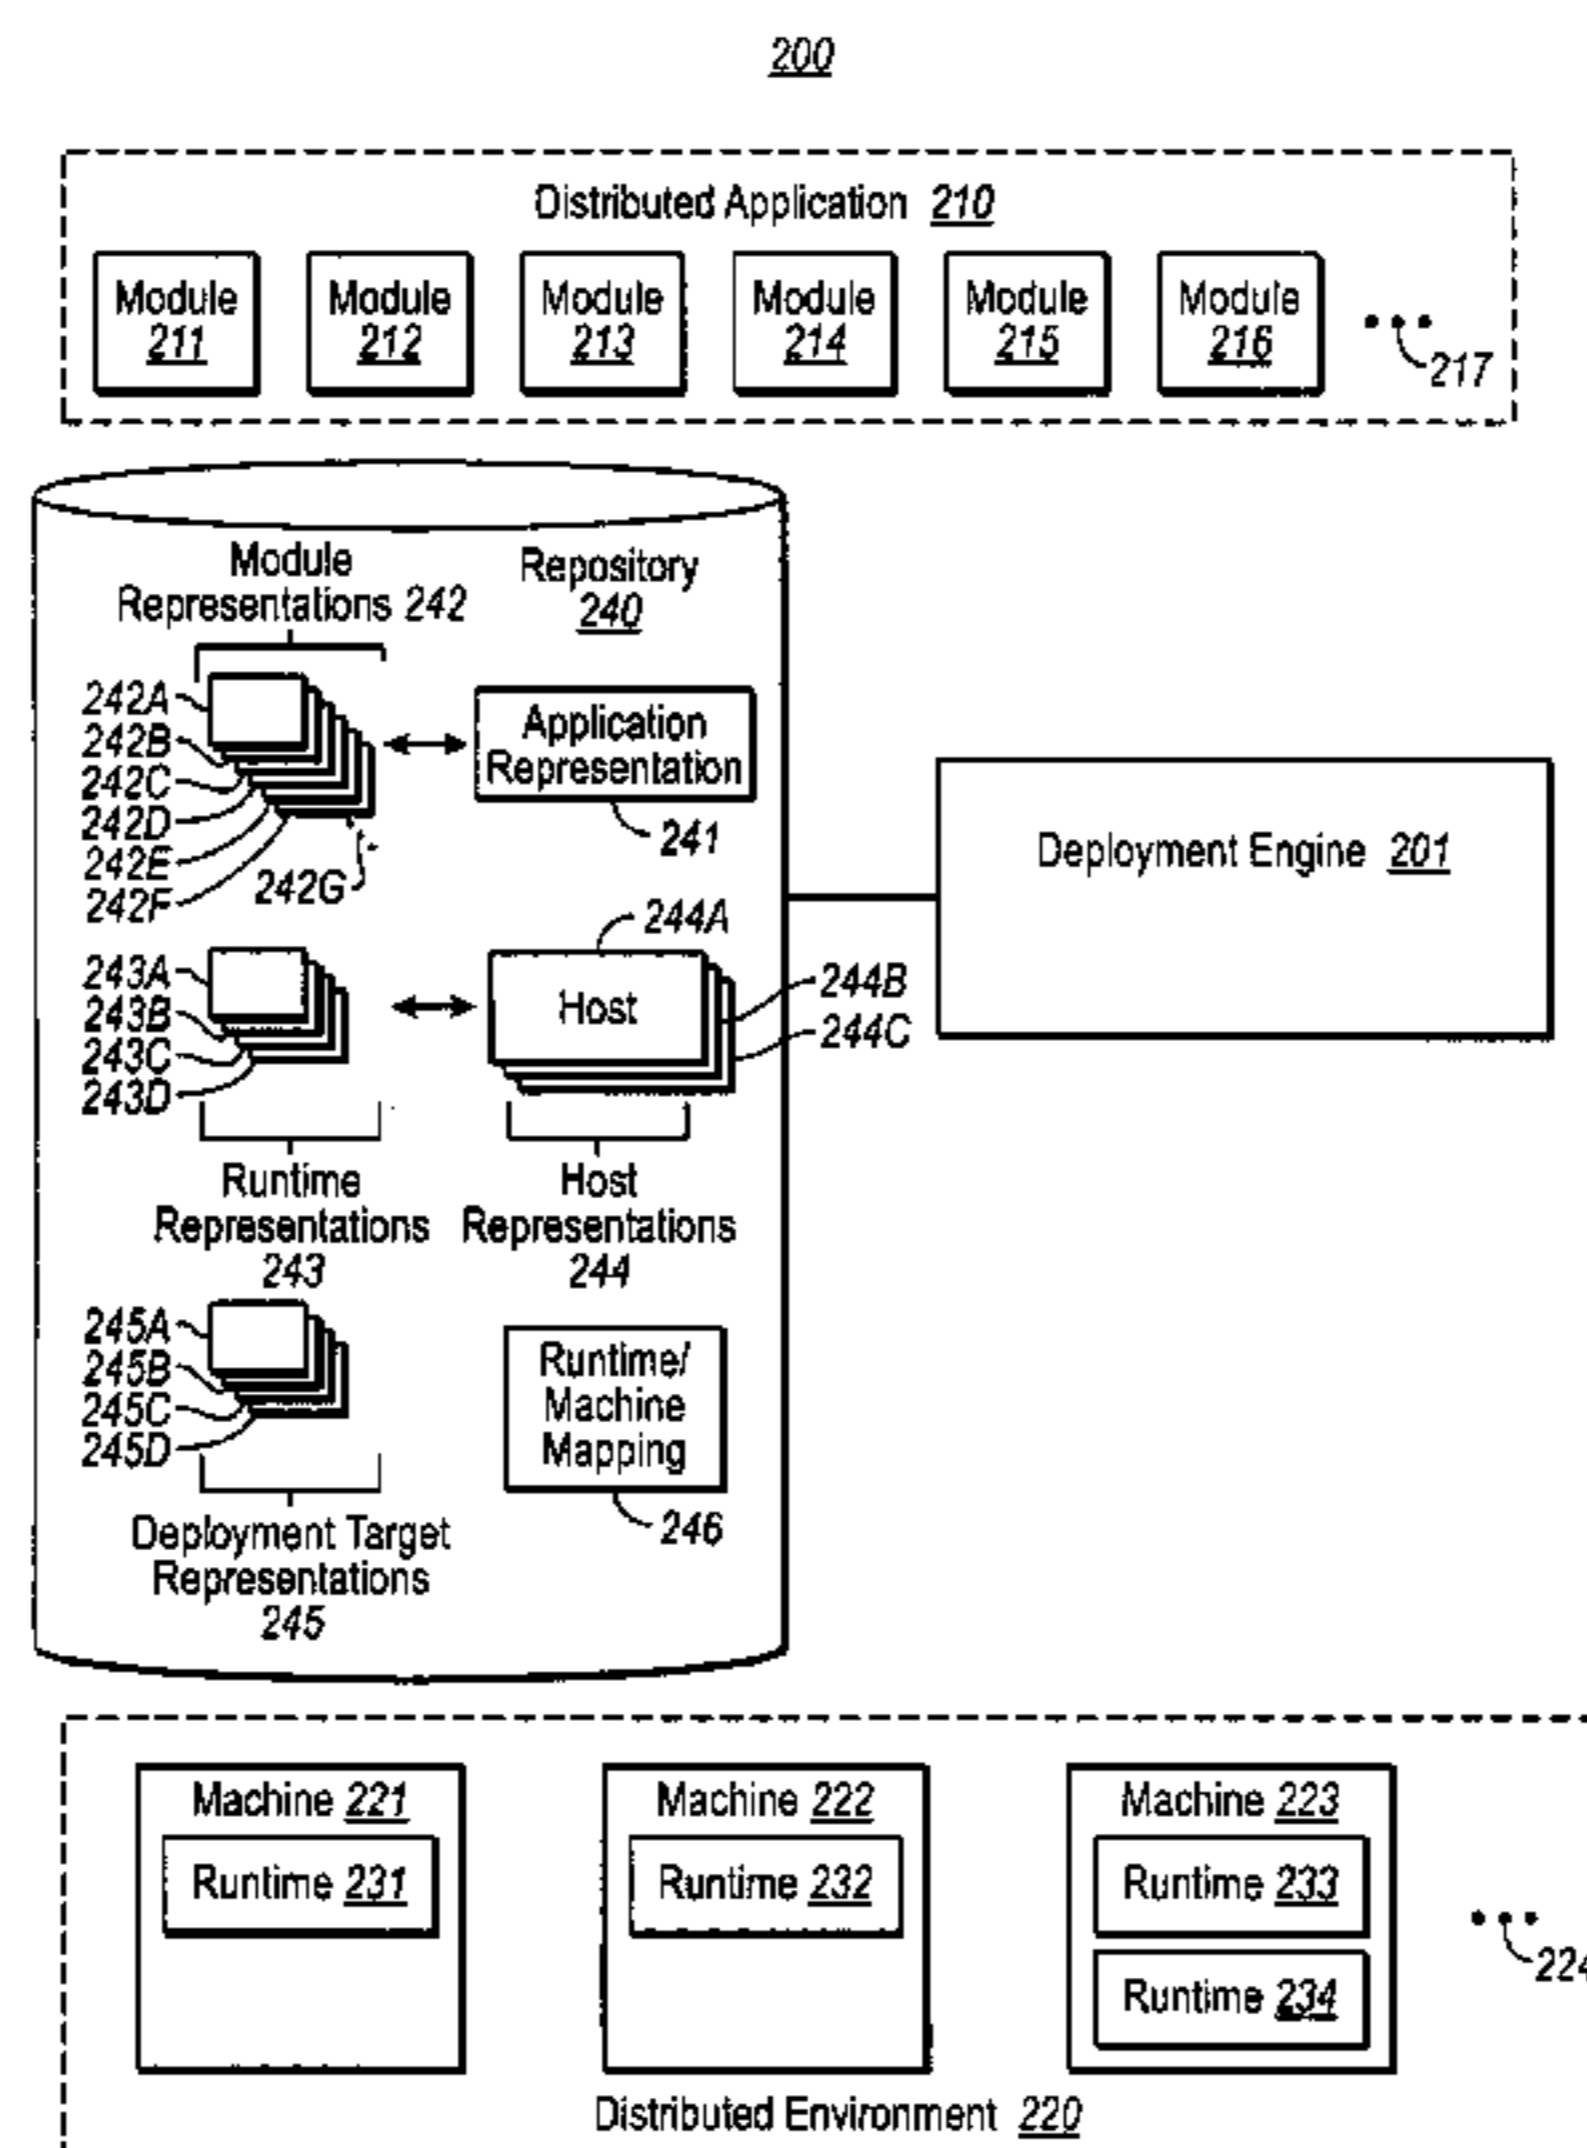 200
Distributed Application 210
Module 211
Module 212
Module 213
Module 214
Module 215
Module 216
217
Module
Representations 242
Repository
240
242A
242B
242C
242D
242E
242F
242G
Application
Representation
241
Deployment Engine 201
244A
243A
243B
243C
243D
Host
244B
244C
Runtime
Representations
243
Host
Representations
244
245A
245B
245C
245D
Runtime/
Machine
Mapping
246
Deployment Target
Representations
245
Machine 221
Runtime 231
Machine 222
Runtime 232
Machine 223
Runtime 233
Runtime 234
224
Distributed Environment 220